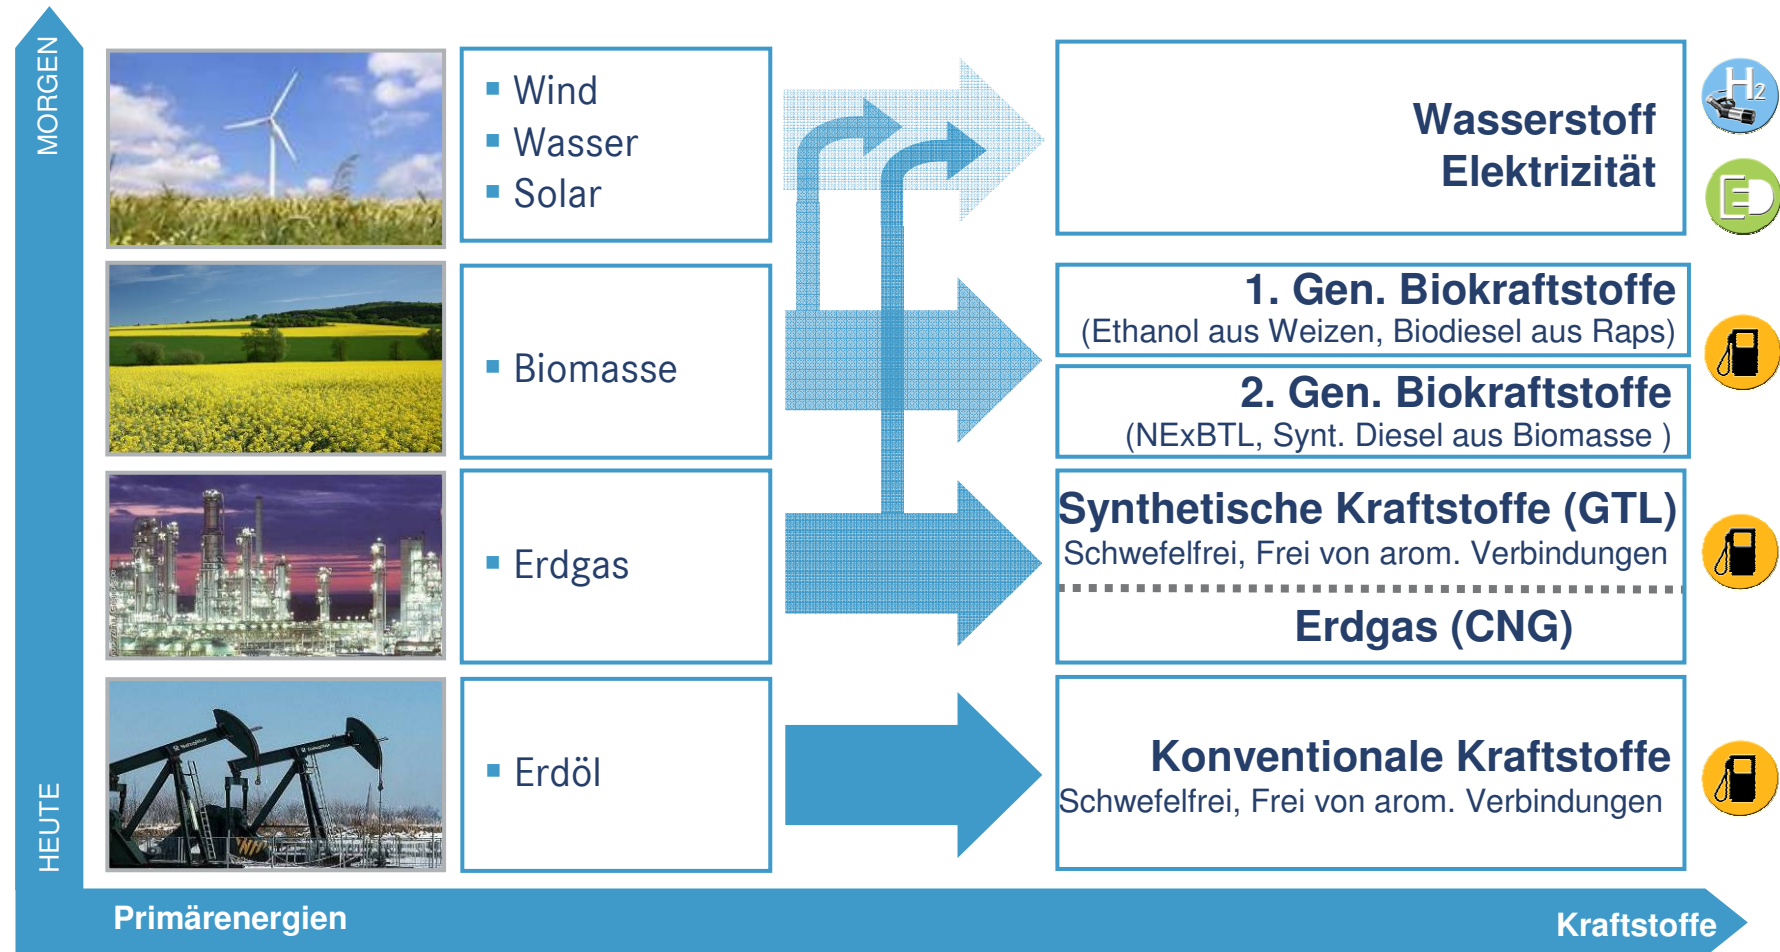 MORGEN
HEUTE
▪ Wind
▪ Wasser
▪ Solar
Wasserstoff
Elektrizität
H2
ED
▪ Biomasse
1. Gen. Biokraftstoffe
(Ethanol aus Weizen, Biodiesel aus Raps)
2. Gen. Biokraftstoffe
(NExBTL, Synt. Diesel aus Biomasse )
▪ Erdgas
Synthetische Kraftstoffe (GTL)
Schwefelfrei, Frei von arom. Verbindungen
Erdgas (CNG)
▪ Erdöl
Konventionale Kraftstoffe
Schwefelfrei, Frei von arom. Verbindungen
Primärenergien
Kraftstoffe